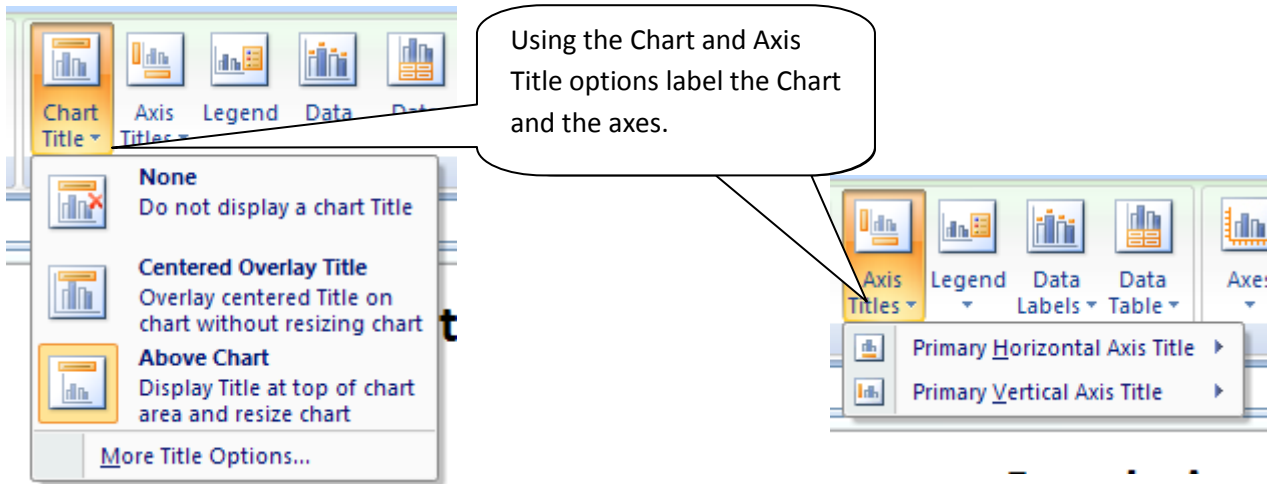 Using the Chart and Axis
Title options label the Chart
and the axes.
Chart
Title
Axis
Titles
Legend
Data
Data
None
Do not display a chart Title
Centered Overlay Title
Overlay centered Title on
chart without resizing chart
Above Chart
Display Title at top of chart
area and resize chart
More Title Options...
t
Axis
Titles
Legend
Data
Labels
Data
Table
Axes
Primary Horizontal Axis Title
Primary Vertical Axis Title